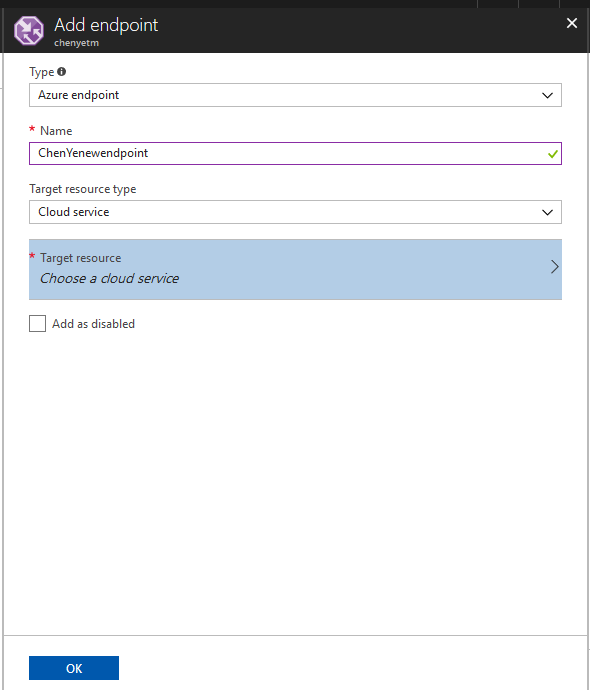 Add endpoint
chenyetm
Type
Azure endpoint
* Name
ChenYenewendpoint
Target resource type
Cloud service
* Target resource
Choose a cloud service
Add as disabled
OK